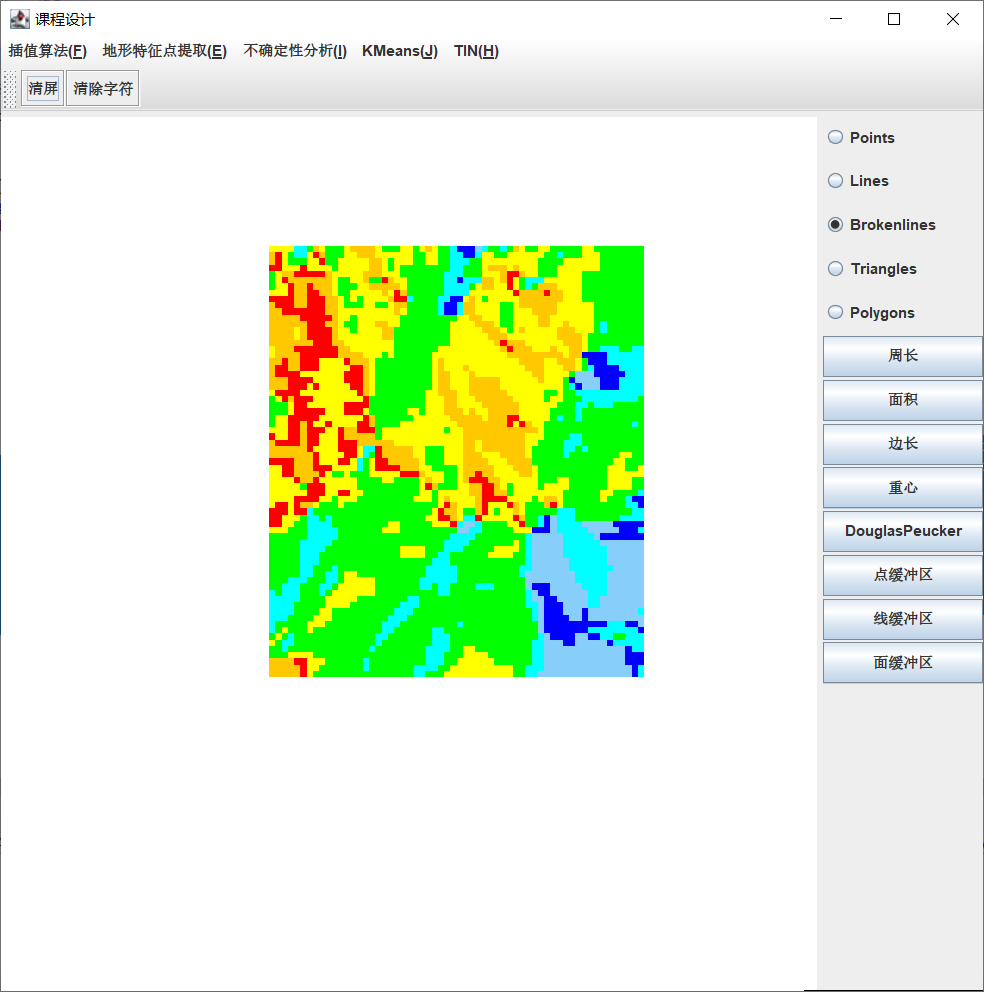 课程设计
插值算法(F) 地形特征点提取(E) 不确定性分析(I) KMeans(J) TIN(H)
清屏 清除字符
Points
Lines
Brokenlines
Triangles
Polygons
周长
面积
边长
重心
DouglasPeucker
点缓冲区
线缓冲区
面缓冲区